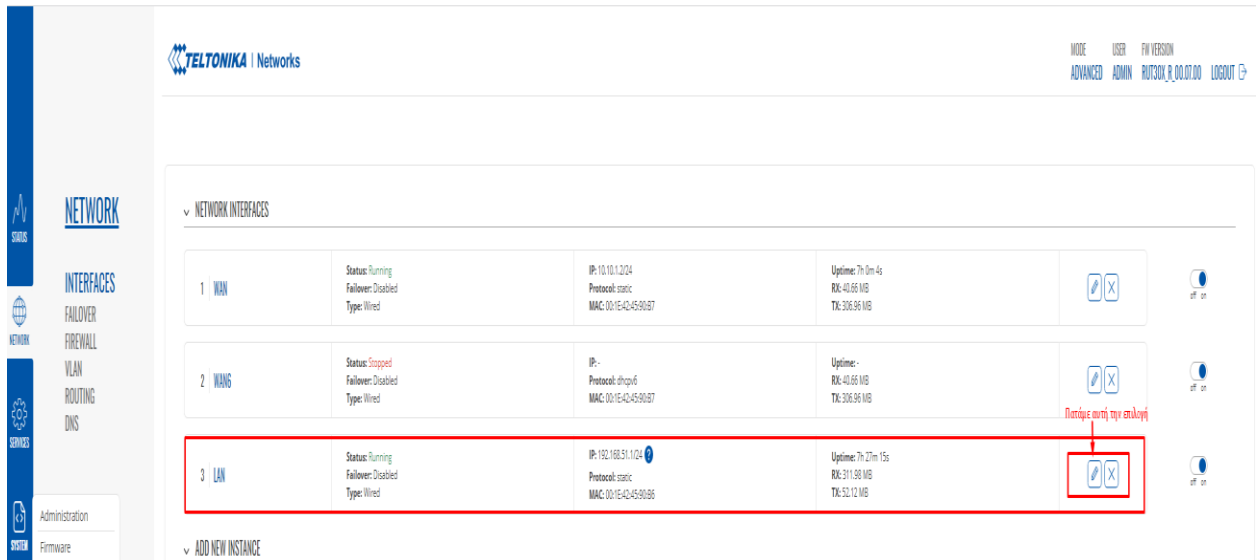 TELTONIKA | Networks
MODE USER FW VERSION
ADVANCED ADMIN RUT30X_R_00.07.00 LOGOUT
STATUS
NETWORK
SERVICES
SYSTEM
NETWORK
INTERFACES
FAILOVER
FIREWALL
VLAN
ROUTING
DNS
Administration
Firmware
NETWORK INTERFACES
1 WAN
Status: Running
Failover: Disabled
Type: Wired
IP: 10.10.1.2/24
Protocol: static
MAC: 00:1E:42:45:90:B7
Uptime: 7h 0m 4s
RX: 40.66 MB
TX: 306.96 MB
off on
2 WAN6
Status: Stopped
Failover: Disabled
Type: Wired
IP: -
Protocol: dhcpv6
MAC: 00:1E:42:45:90:B7
Uptime: -
RX: 40.66 MB
TX: 306.96 MB
off on
Πατάμε αυτή την επιλογή
3 LAN
Status: Running
Failover: Disabled
Type: Wired
IP: 192.168.51.1/24 ?
Protocol: static
MAC: 00:1E:42:45:90:B6
Uptime: 7h 27m 15s
RX: 311.98 MB
TX: 52.12 MB
off on
ADD NEW INSTANCE